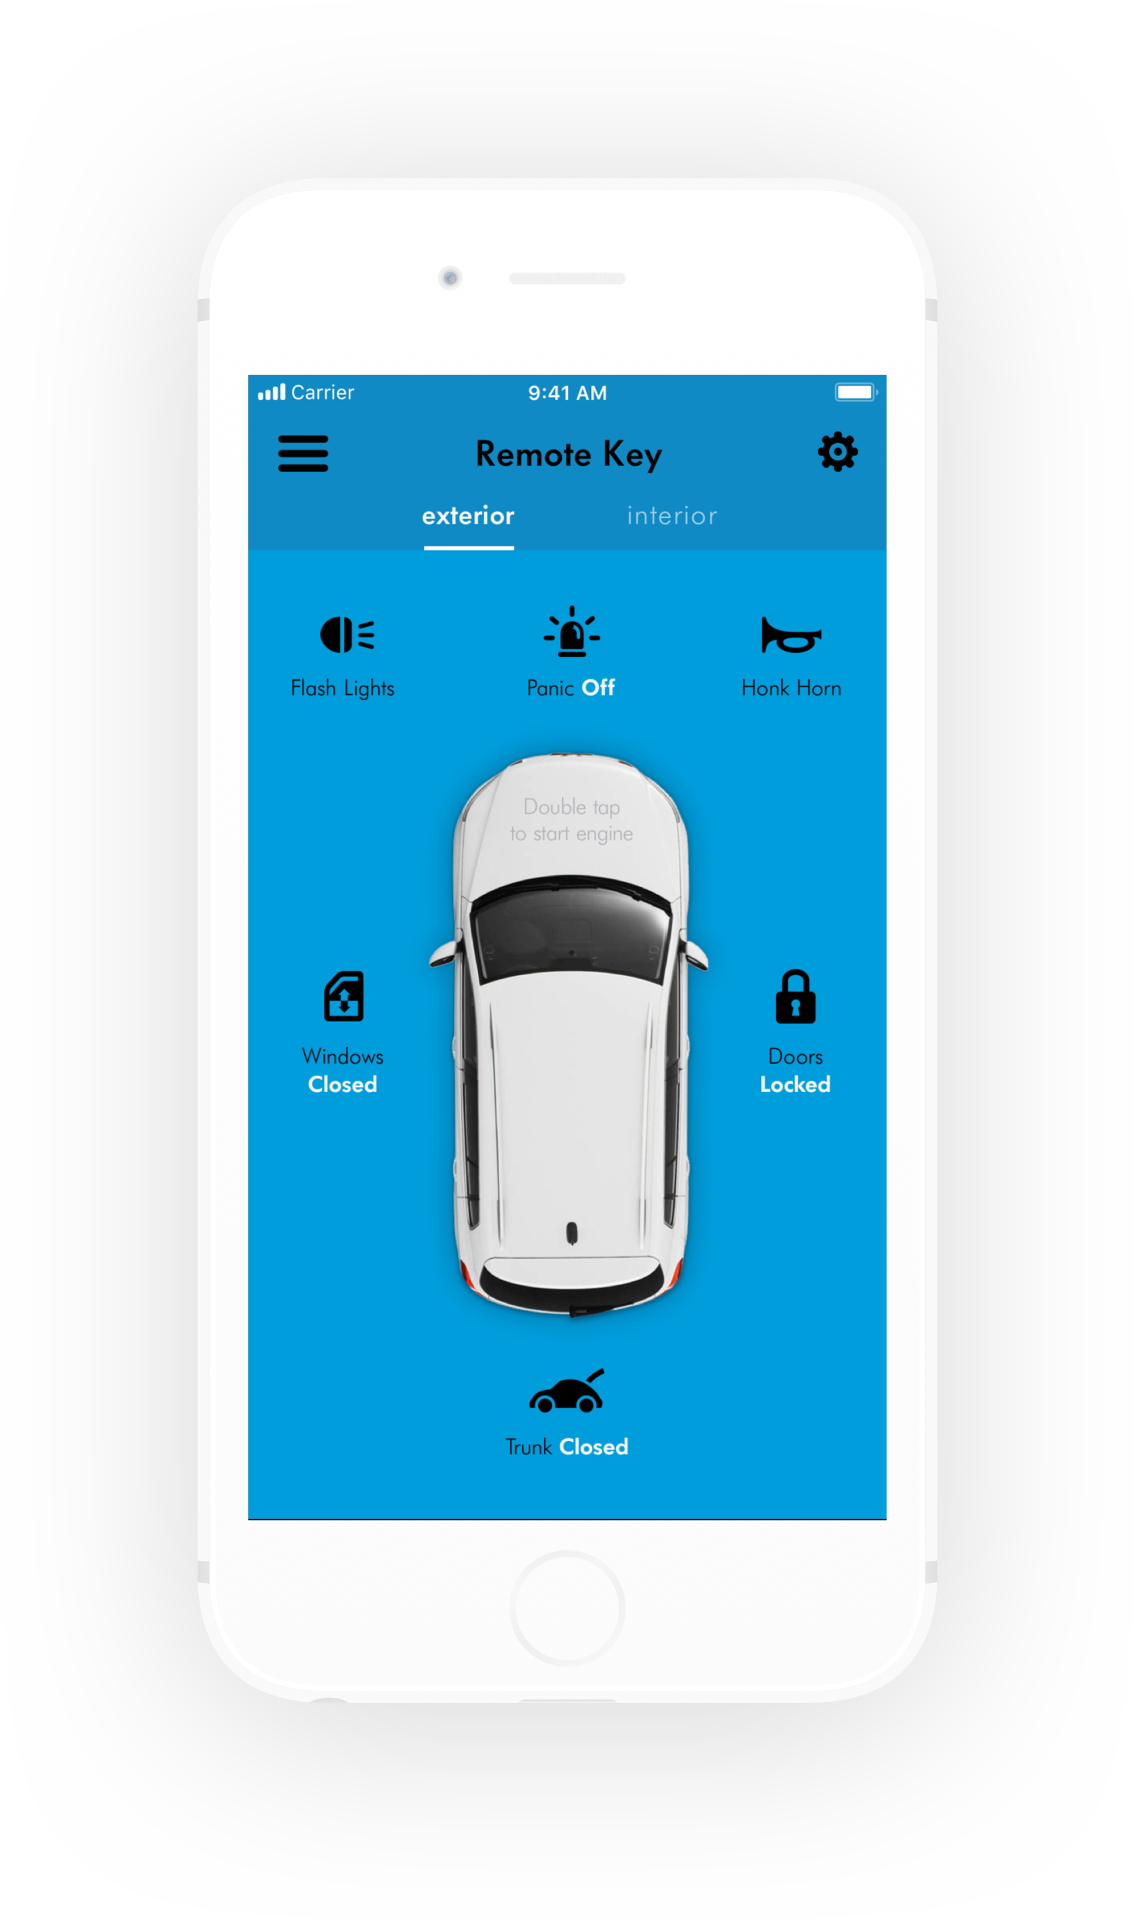 Carrier 9:41 AM
Remote Key
exterior interior
Flash Lights Panic Off Honk Horn
Double tap
to start engine
Windows Doors
Closed Locked
Trunk Closed